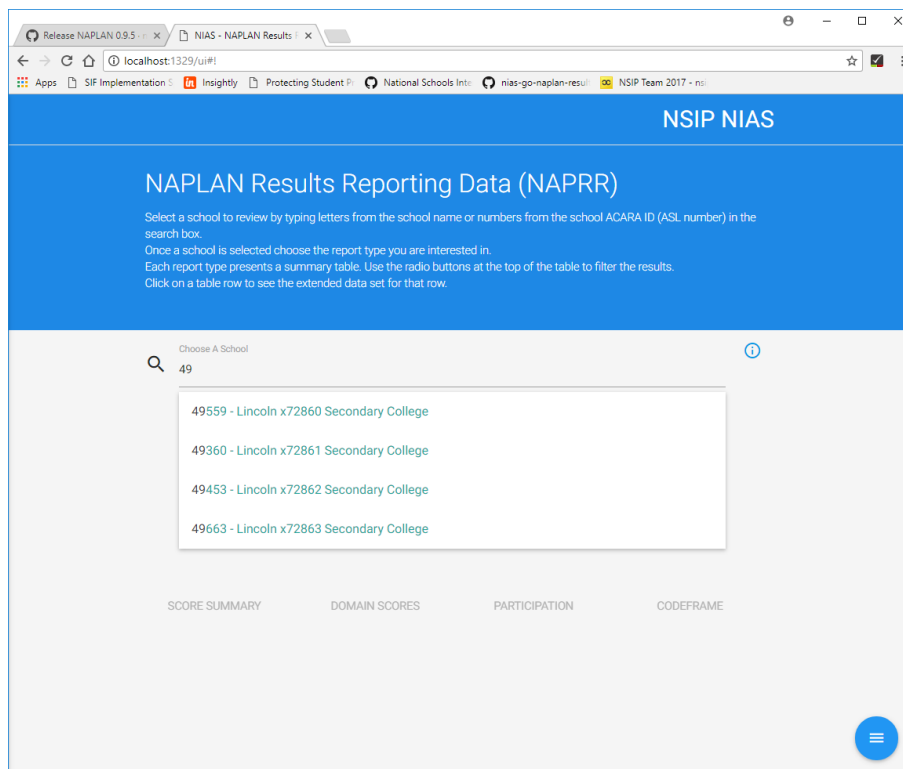 Release NAPLAN 0.9.5 - n
NIAS - NAPLAN Results R
localhost:1329/ui#!
Apps
SIF Implementation S
Insightly
Protecting Student Pr
National Schools Inte
nias-go-naplan-resul
NSIP Team 2017 - nsi
NSIP NIAS
NAPLAN Results Reporting Data (NAPRR)
Select a school to review by typing letters from the school name or numbers from the school ACARA ID (ASL number) in the
search box.
Once a school is selected choose the report type you are interested in.
Each report type presents a summary table. Use the radio buttons at the top of the table to filter the results.
Click on a table row to see the extended data set for that row.
Choose A School
49
49559 - Lincoln x72860 Secondary College
49360 - Lincoln x72861 Secondary College
49453 - Lincoln x72862 Secondary College
49663 - Lincoln x72863 Secondary College
SCORE SUMMARY
DOMAIN SCORES
PARTICIPATION
CODEFRAME